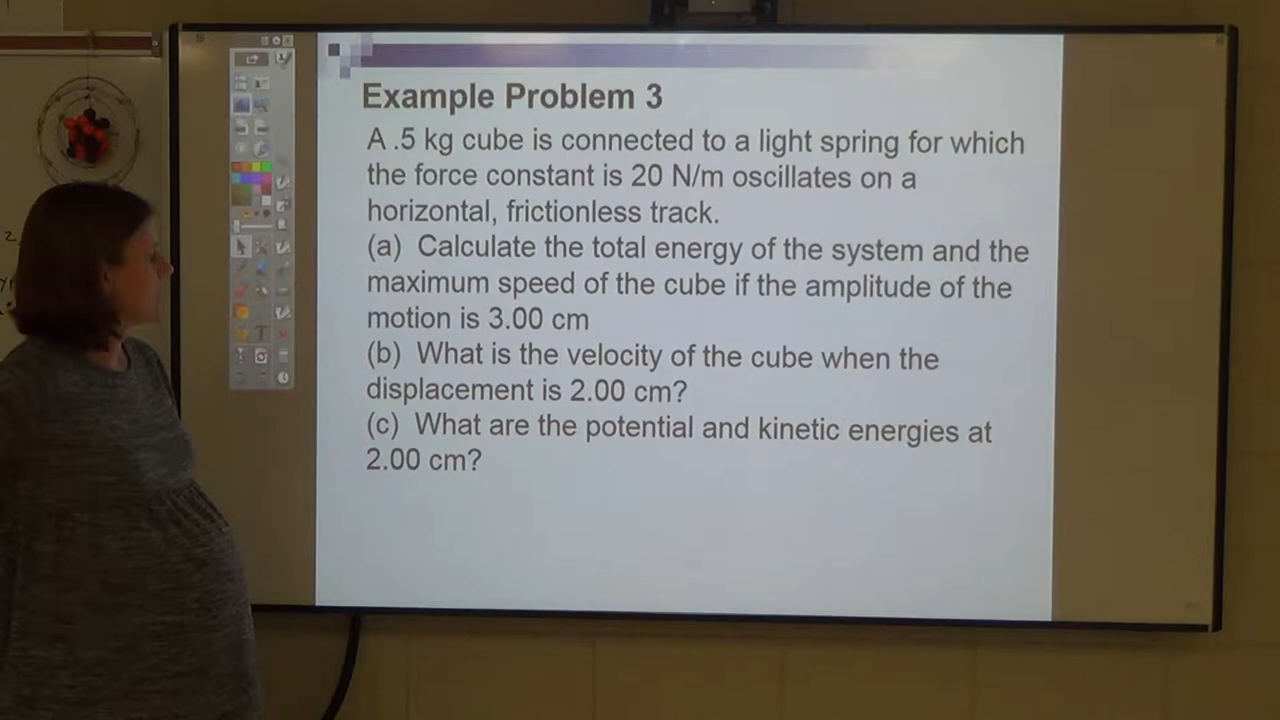 Example Problem 3
A .5 kg cube is connected to a light spring for which
the force constant is 20 N/m oscillates on a
horizontal, frictionless track.
(a) Calculate the total energy of the system and the
maximum speed of the cube if the amplitude of the
motion is 3.00 cm
(b) What is the velocity of the cube when the
displacement is 2.00 cm?
(c) What are the potential and kinetic energies at
2.00 cm?